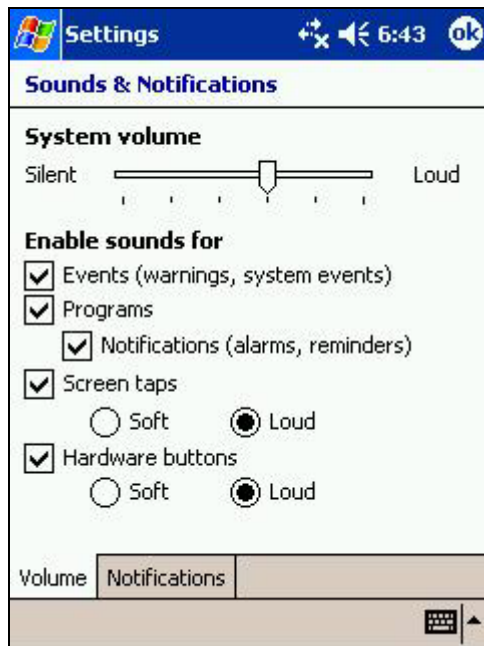 Settings 6:43 ok
Sounds & Notifications
System volume
Silent Loud
Enable sounds for
Events (warnings, system events)
Programs
Notifications (alarms, reminders)
Screen taps
Soft Loud
Hardware buttons
Soft Loud
Volume Notifications